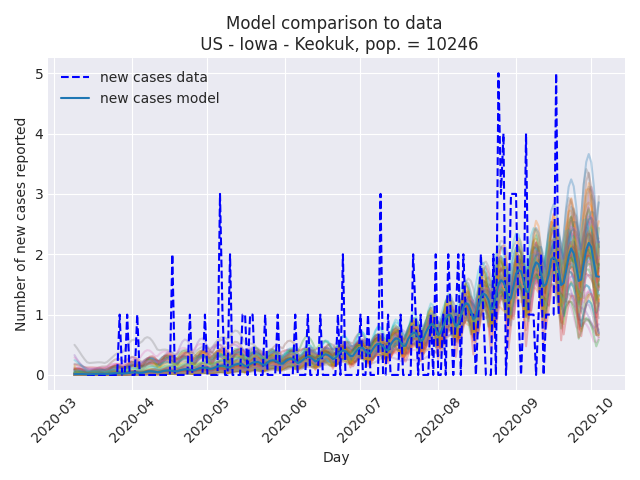 Model comparison to data
US - Iowa - Keokuk, pop. = 10246
new cases data
new cases model
Number of new cases reported
5
4
3
2
1
0
2020-03
2020-04
2020-05
2020-06
2020-07
2020-08
2020-09
2020-10
Day